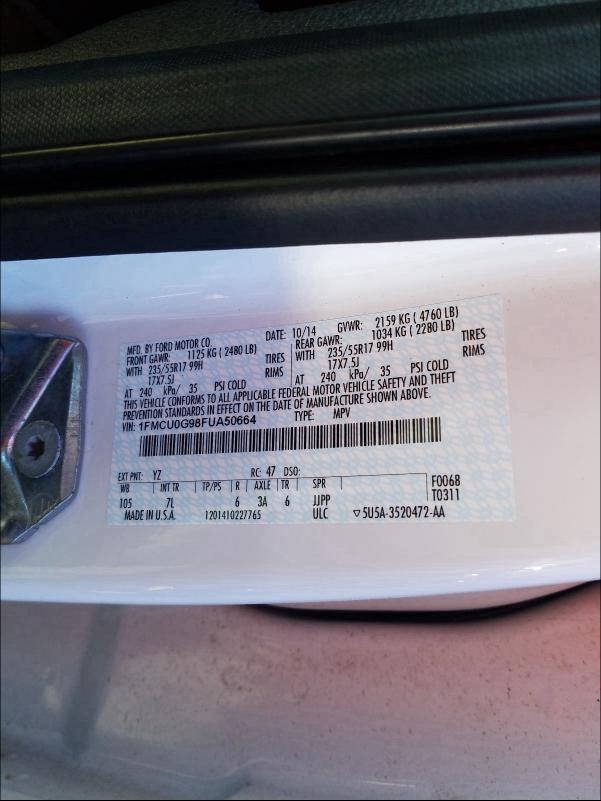 MFD. BY FORD MOTOR CO. DATE: 10/14 GVWR: 2159 KG ( 4760 LB)
FRONT GAWR: 1125 KG ( 2480 LB) REAR GAWR: 1034 KG ( 2280 LB)
WITH 235/55R17 99H TIRES WITH 235/55R17 99H TIRES
17X7.5J RIMS 17X7.5J RIMS
AT 240 kPa/ 35 PSI COLD AT 240 kPa/ 35 PSI COLD
THIS VEHICLE CONFORMS TO ALL APPLICABLE FEDERAL MOTOR VEHICLE SAFETY AND THEFT
PREVENTION STANDARDS IN EFFECT ON THE DATE OF MANUFACTURE SHOWN ABOVE.
VIN: 1FMCU0G98FUA50664 TYPE: MPV
EXT PNT: YZ RC: 47 DSO:
WB INT TR TP/PS R AXLE TR SPR F0068
105 7L 6 3A 6 JJPP T0311
MADE IN U.S.A. 1201410227765 ULC ▽5U5A-3520472-AA